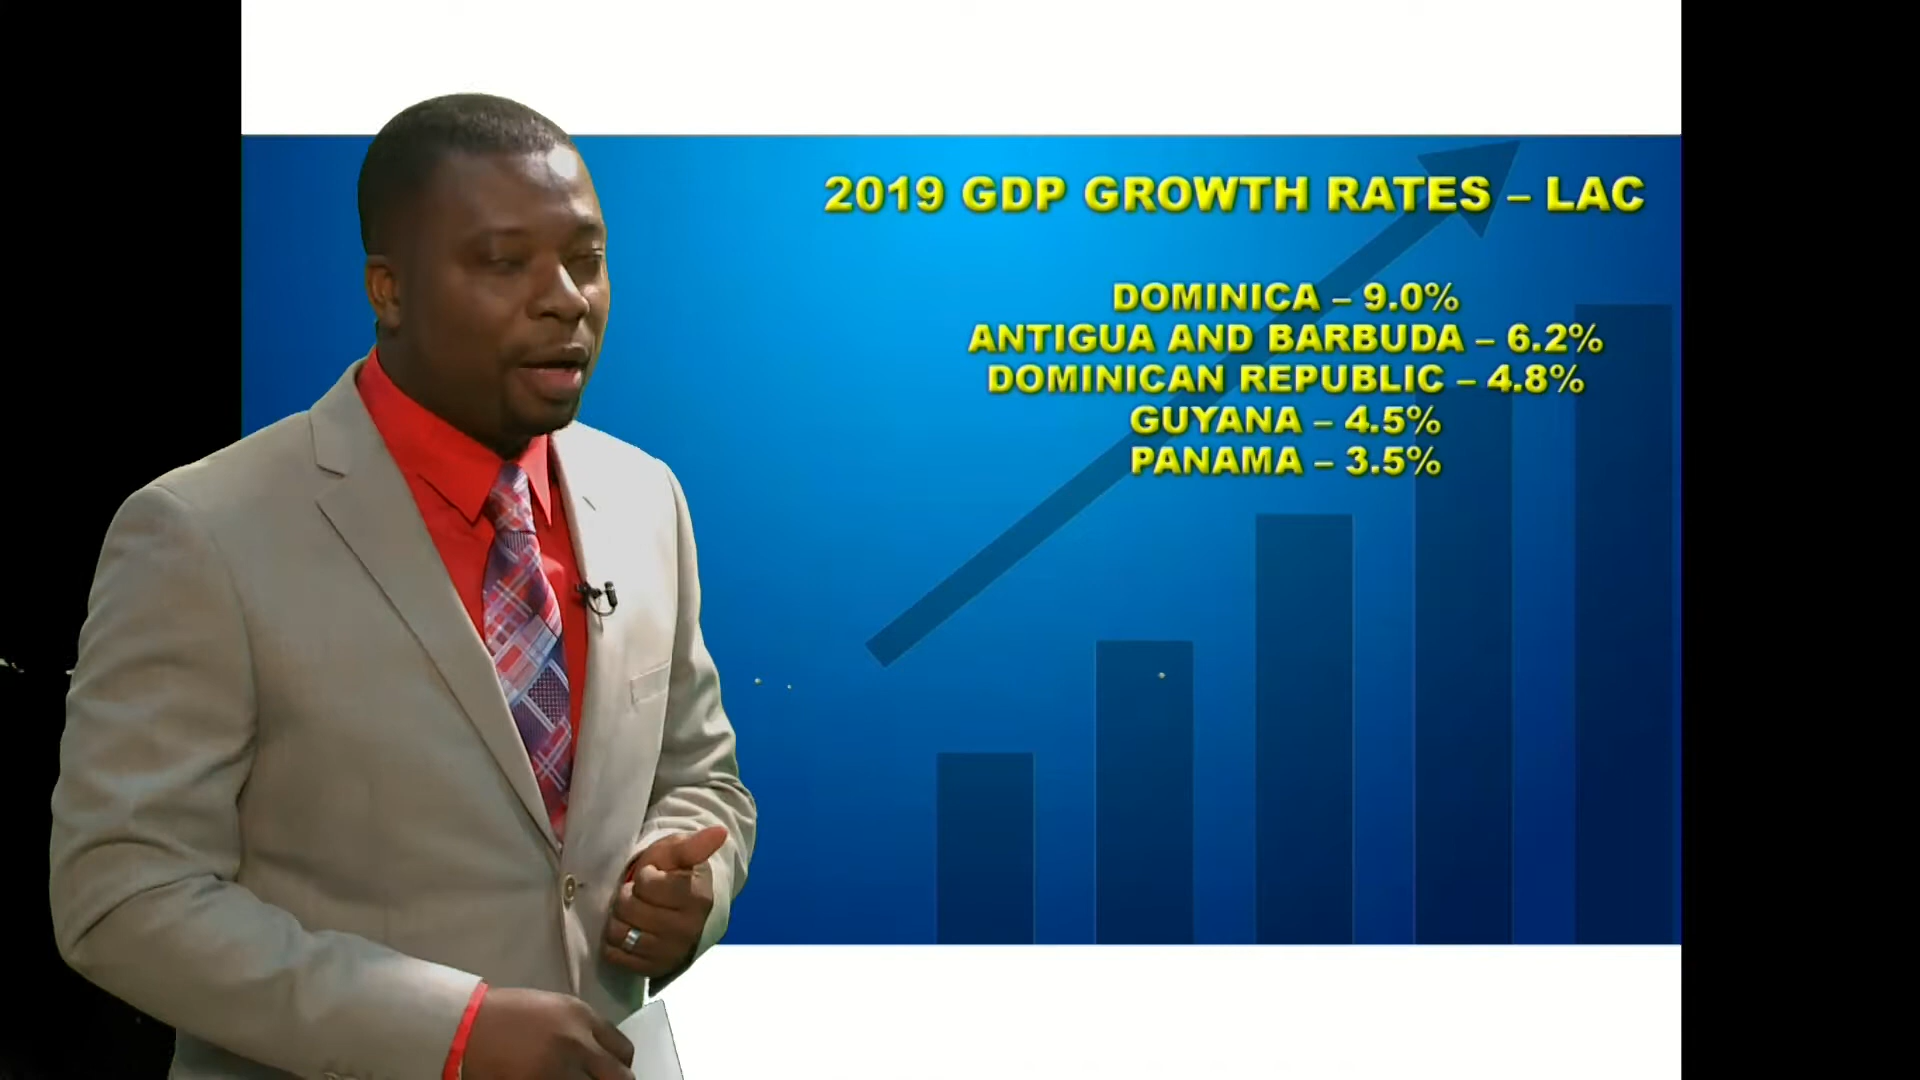 2019 GDP GROWTH RATES – LAC
DOMINICA – 9.0%
ANTIGUA AND BARBUDA – 6.2%
DOMINICAN REPUBLIC – 4.8%
GUYANA – 4.5%
PANAMA – 3.5%